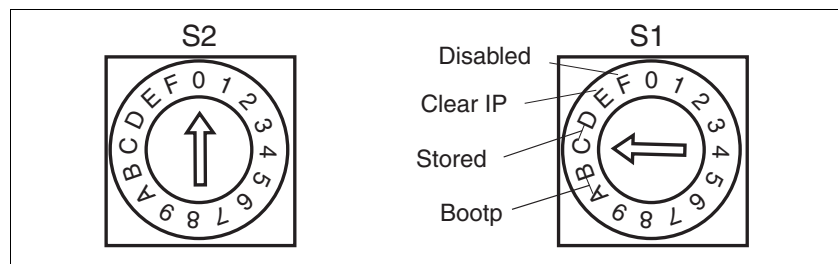 S2
0 1 2 3 4 5 6 7 8 9 A B C D E F
S1
0 1 2 3 4 5 6 7 8 9 A B C D E F
Disabled
Clear IP
Stored
Bootp